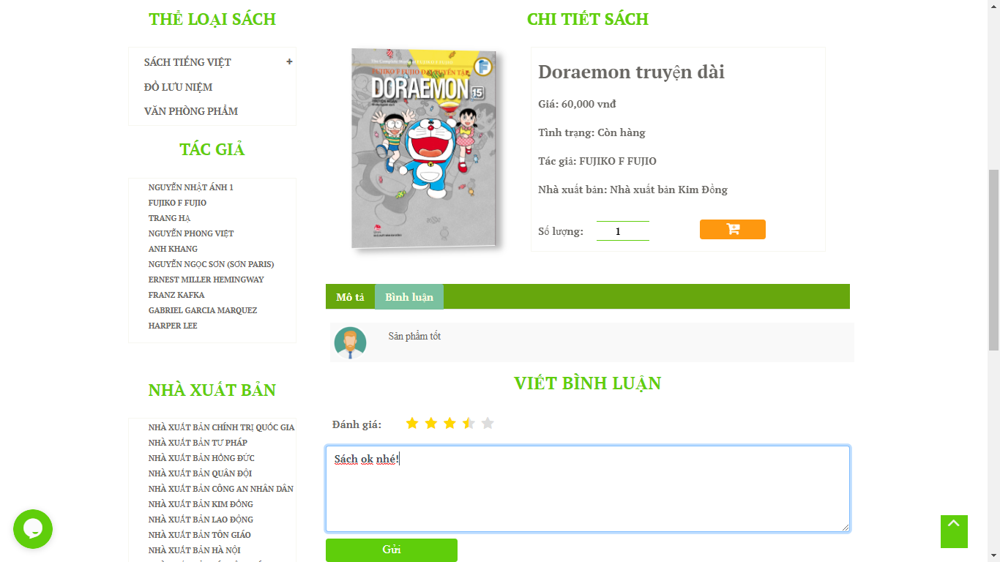 THỂ LOẠI SÁCH
SÁCH TIẾNG VIỆT +
ĐỒ LƯU NIỆM
VĂN PHÒNG PHẨM
TÁC GIẢ
NGUYỄN NHẬT ÁNH 1
FUJIKO F FUJIO
TRANG HẠ
NGUYỄN PHONG VIỆT
ANH KHANG
NGUYỄN NGỌC SƠN (SƠN PARIS)
ERNEST MILLER HEMINGWAY
FRANZ KAFKA
GABRIEL GARCIA MARQUEZ
HARPER LEE
NHÀ XUẤT BẢN
NHÀ XUẤT BẢN CHÍNH TRỊ QUỐC GIA
NHÀ XUẤT BẢN TƯ PHÁP
NHÀ XUẤT BẢN HỒNG ĐỨC
NHÀ XUẤT BẢN QUÂN ĐỘI
NHÀ XUẤT BẢN CÔNG AN NHÂN DÂN
NHÀ XUẤT BẢN KIM ĐỒNG
NHÀ XUẤT BẢN LAO ĐỘNG
NHÀ XUẤT BẢN TÔN GIÁO
NHÀ XUẤT BẢN HÀ NỘI
CHI TIẾT SÁCH
FUJIKO F FUJIO ĐẠI TUYỂN TẬP
DORAEMON 15
Doraemon truyện dài
Giá: 60,000 vnđ
Tình trạng: Còn hàng
Tác giả: FUJIKO F FUJIO
Nhà xuất bản: Nhà xuất bản Kim Đồng
Số lượng: 1
Mô tả Bình luận
Sản phẩm tốt
VIẾT BÌNH LUẬN
Đánh giá:
Sách ok nhé!
Gửi